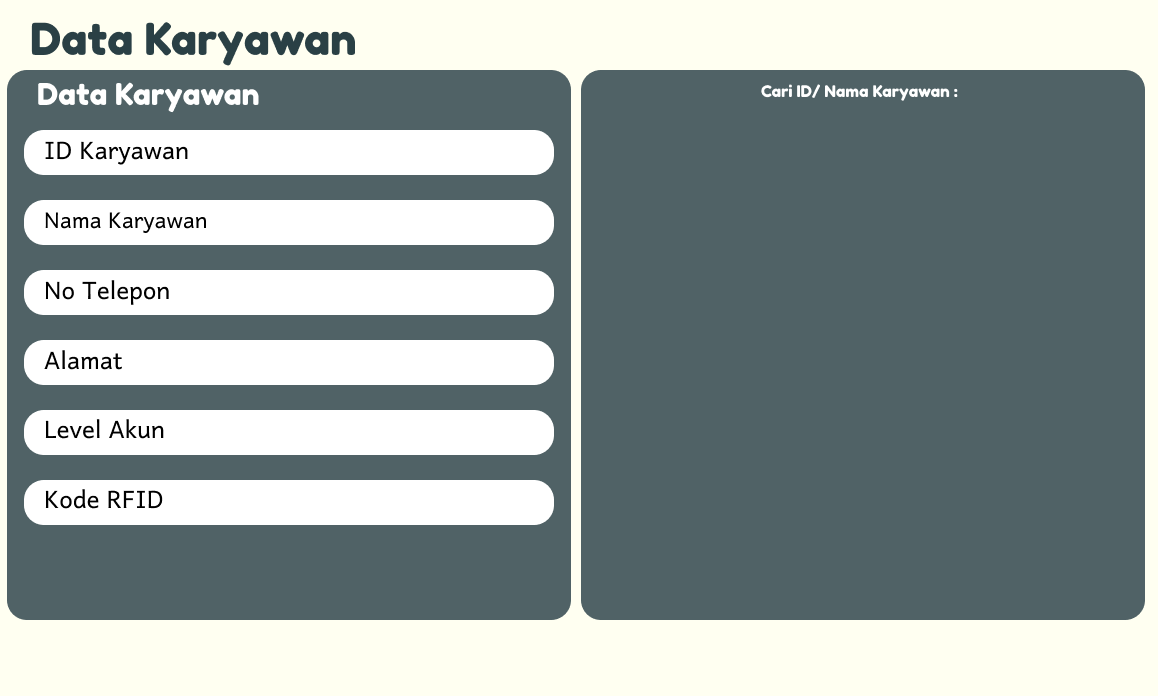 Data Karyawan
Data Karyawan
ID Karyawan
Nama Karyawan
No Telepon
Alamat
Level Akun
Kode RFID
Cari ID/ Nama Karyawan :